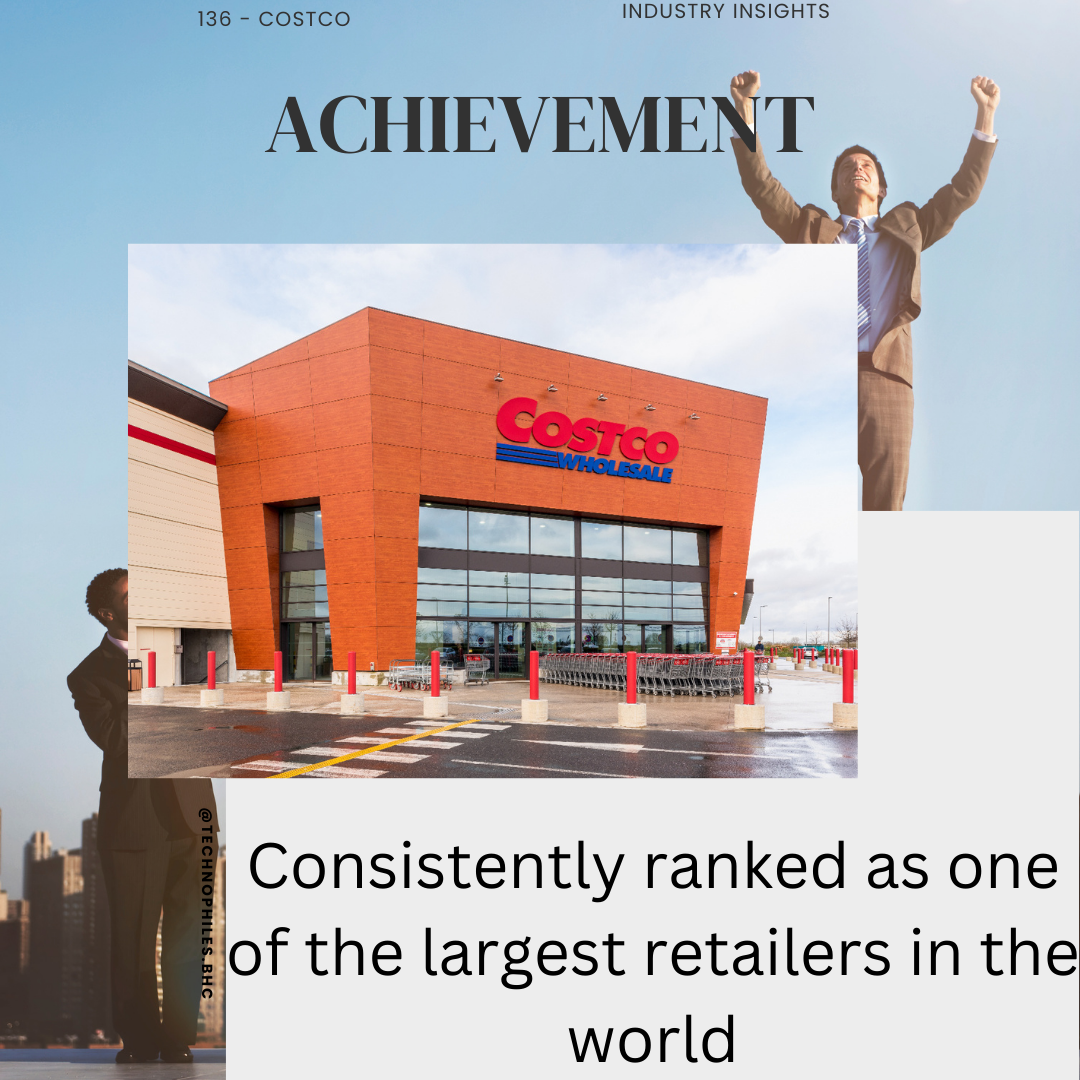 136 - COSTCO
INDUSTRY INSIGHTS
ACHIEVEMENT
COSTCO
WHOLESALE
@TECHNOPHILES.BHC
Consistently ranked as one
of the largest retailers in the
world